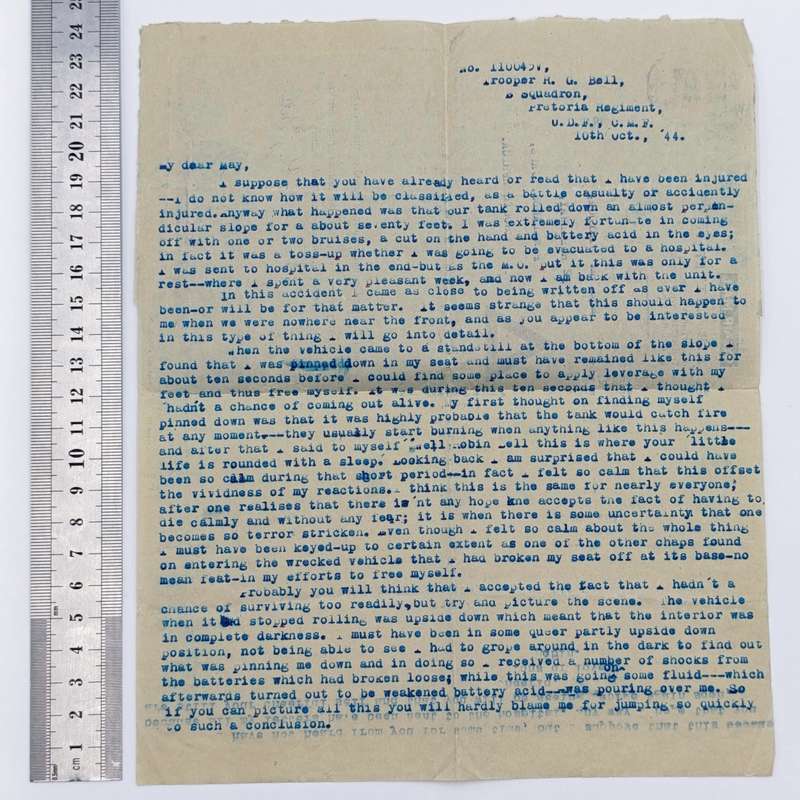 No. 110045V,
Trooper R. G. Bell,
B Squadron,
Pretoria Regiment,
U.D.F., C.M.F.
10th Oct., '44.
My dear May,
I suppose that you have already heard or read that I have been injured
--I do not know how it will be classified, as a battle casualty or accidently
injured.Anyway what happened was that our tank rolled down an almost perpen-
dicular slope for a about seventy feet. I was extremely fortunate in coming
off with one or two bruises, a cut on the hand and battery acid in the eyes;
in fact it was a toss-up whether I was going to be evacuated to a hospital.
I was sent to hospital in the end-but as the M.O. put it this was only for a
rest--where I spent a very pleasant week, and now I am back with the unit.
In this accident I came as close to being written off as ever I have
been-or will be for that matter. It seems strange that this should happen to
me when we were nowhere near the front, and as you appear to be interested
in this type of thing I will go into detail.
When the vehicle came to a standstill at the bottom of the slope I
found that I was pinned down in my seat and must have remained like this for
about ten seconds before I could find some place to apply leverage with my
feet and thus free myself. It was during this ten seconds that I thought I
hadn't a chance of coming out alive. My first thought on finding myself
pinned down was that it was highly probable that the tank would catch fire
at any moment.---they usually start burning when anything like this happens---
and after that I said to myself "Well Robin Bell this is where your 'little
life is rounded with a sleep. Looking back I am surprised that I could have
been so calm during that short period--in fact I felt so calm that this offset
the vividness of my reactions. I think this is the same for nearly everyone;
after one realises that there is'nt any hope kne accepts the fact of having to
die calmly and without any fear; it is when there is some uncertainty that one
becomes so terror stricken. Even though I felt so calm about the whole thing
I must have been keyed-up to certain extent as one of the other chaps found
on entering the wrecked vehicle that I had broken my seat off at its base-no
mean feat-in my efforts to free myself.
Probably you will think that I accepted the fact that I hadn't a
chance of surviving too readily,but try and picture the scene. The vehicle
when it had stopped rolling was upside down which meant that the interior was
in complete darkness. I must have been in some queer partly upside down
position, not being able to see I had to grope around in the dark to find out
what was pinning me down and in doing so I received a number of shocks from
the batteries which had broken loose; while this was going on some fluid---which
afterwards turned out to be weakened battery acid---was pouring over me. So
if you can picture all this you will hardly blame me for jumping so quickly
to such a conclusion.
have not heard from you for some time, but I suppose that this because